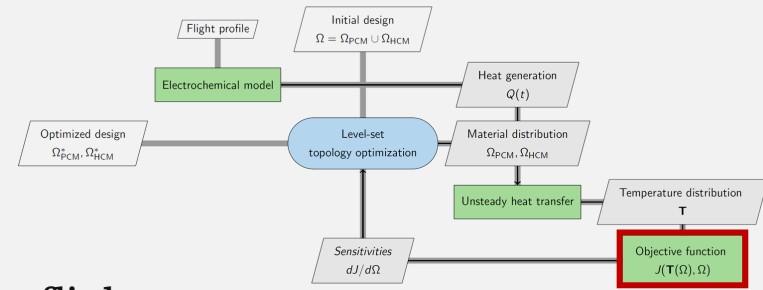 Initial design
Ω = Ω_PCM ∪ Ω_HCM
Flight profile
Electrochemical model
Heat generation
Q(t)
Optimized design
Ω*_PCM, Ω*_HCM
Level-set
topology optimization
Material distribution
Ω_PCM, Ω_HCM
Unsteady heat transfer
Temperature distribution
T
Sensitivities
dJ/dΩ
Objective function
J(T(Ω), Ω)